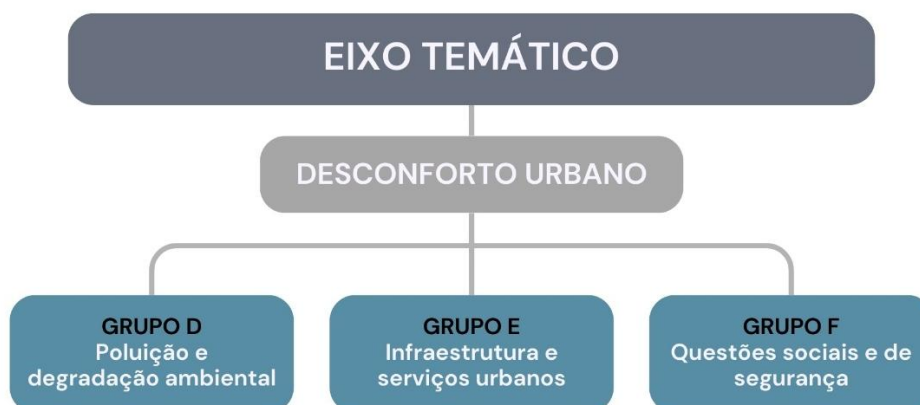 EIXO TEMÁTICO
DESCONFORTO URBANO
GRUPO D
Poluição e
degradação ambiental
GRUPO E
Infraestrutura e
serviços urbanos
GRUPO F
Questões sociais e de
segurança